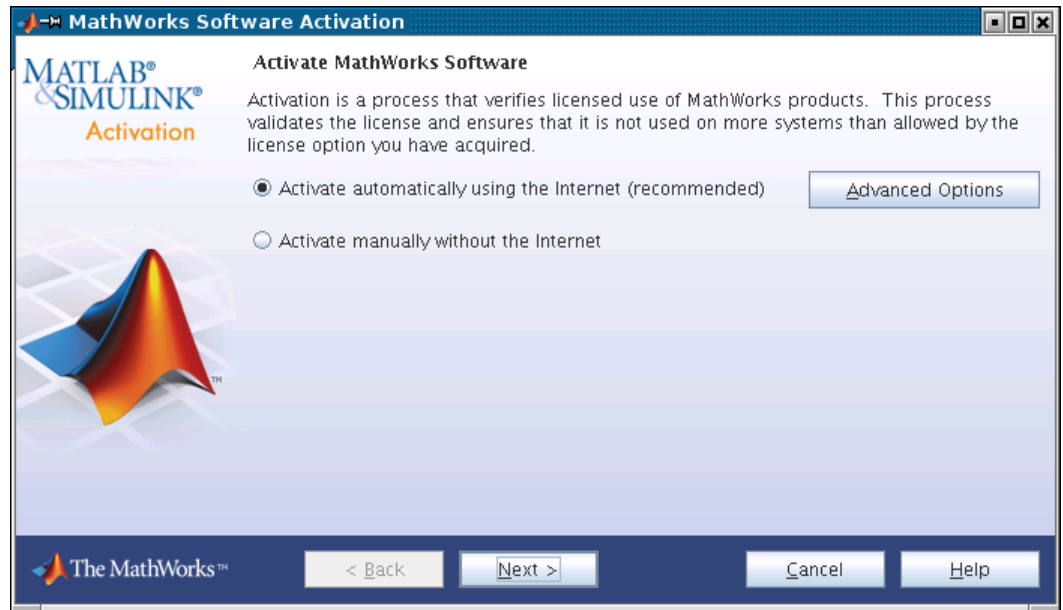 MathWorks Software Activation
MATLAB®
&SIMULINK®
Activation
Activate MathWorks Software
Activation is a process that verifies licensed use of MathWorks products. This process
validates the license and ensures that it is not used on more systems than allowed by the
license option you have acquired.
Activate automatically using the Internet (recommended)
Advanced Options
Activate manually without the Internet
TM
The MathWorks™
< Back
Next >
Cancel
Help